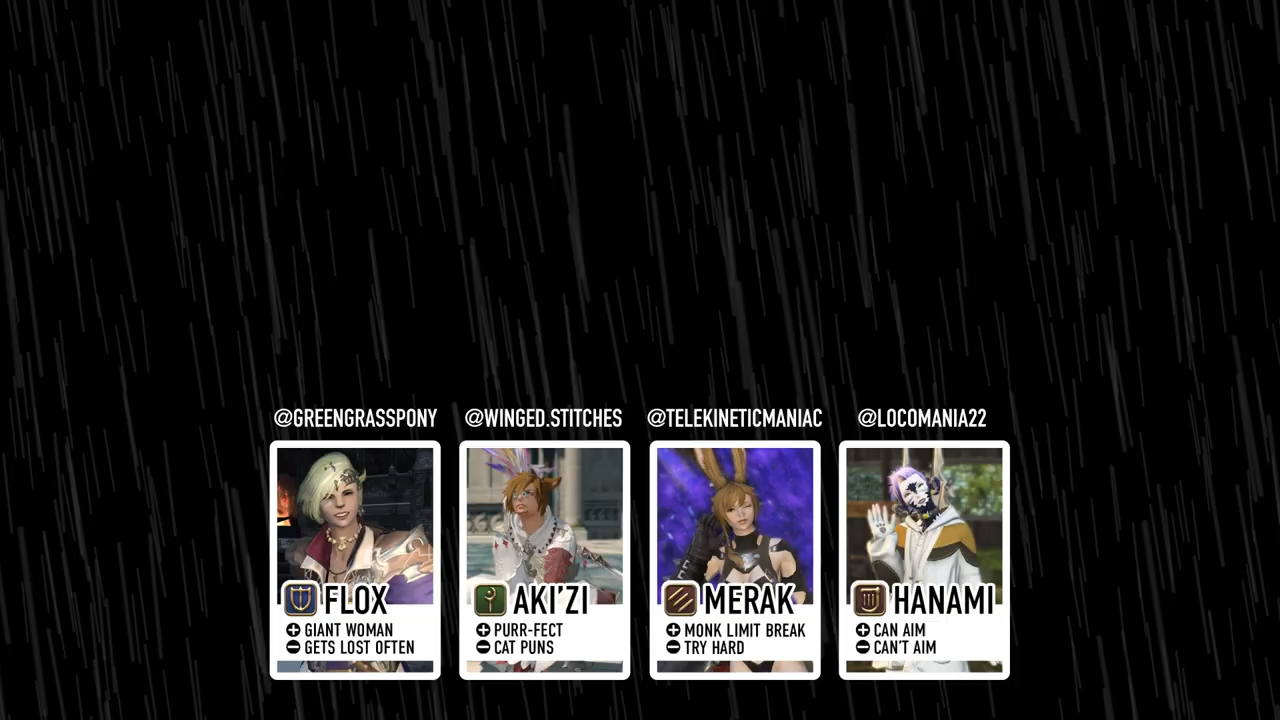 @GREENGRASSPONY
@WINGED.STITCHES
@TELEKINETICMANIAC
@LOCOMANIA22
FLOX
+ GIANT WOMAN
- GETS LOST OFTEN
AKI'ZI
+ PURR-FECT
- CAT PUNS
MERAK
+ MONK LIMIT BREAK
- TRY HARD
HANAMI
+ CAN AIM
- CAN'T AIM